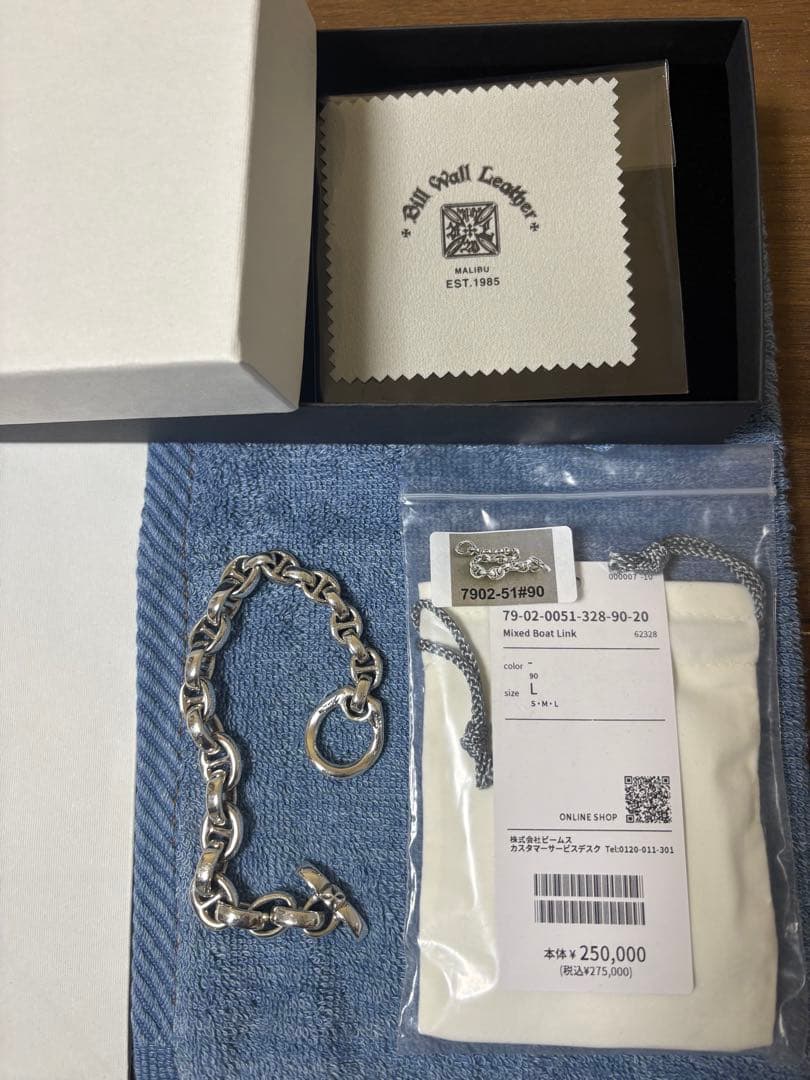 Bill Wall Leather
MALIBU
EST.1985
7902-51#90
000007 -10
79-02-0051-328-90-20
Mixed Boat Link 62328
color -
90
size L
S・M・L
ONLINE SHOP
株式会社ビームス
カスタマーサービスデスク Tel:0120-011-301
本体¥250,000
(税込¥275,000)